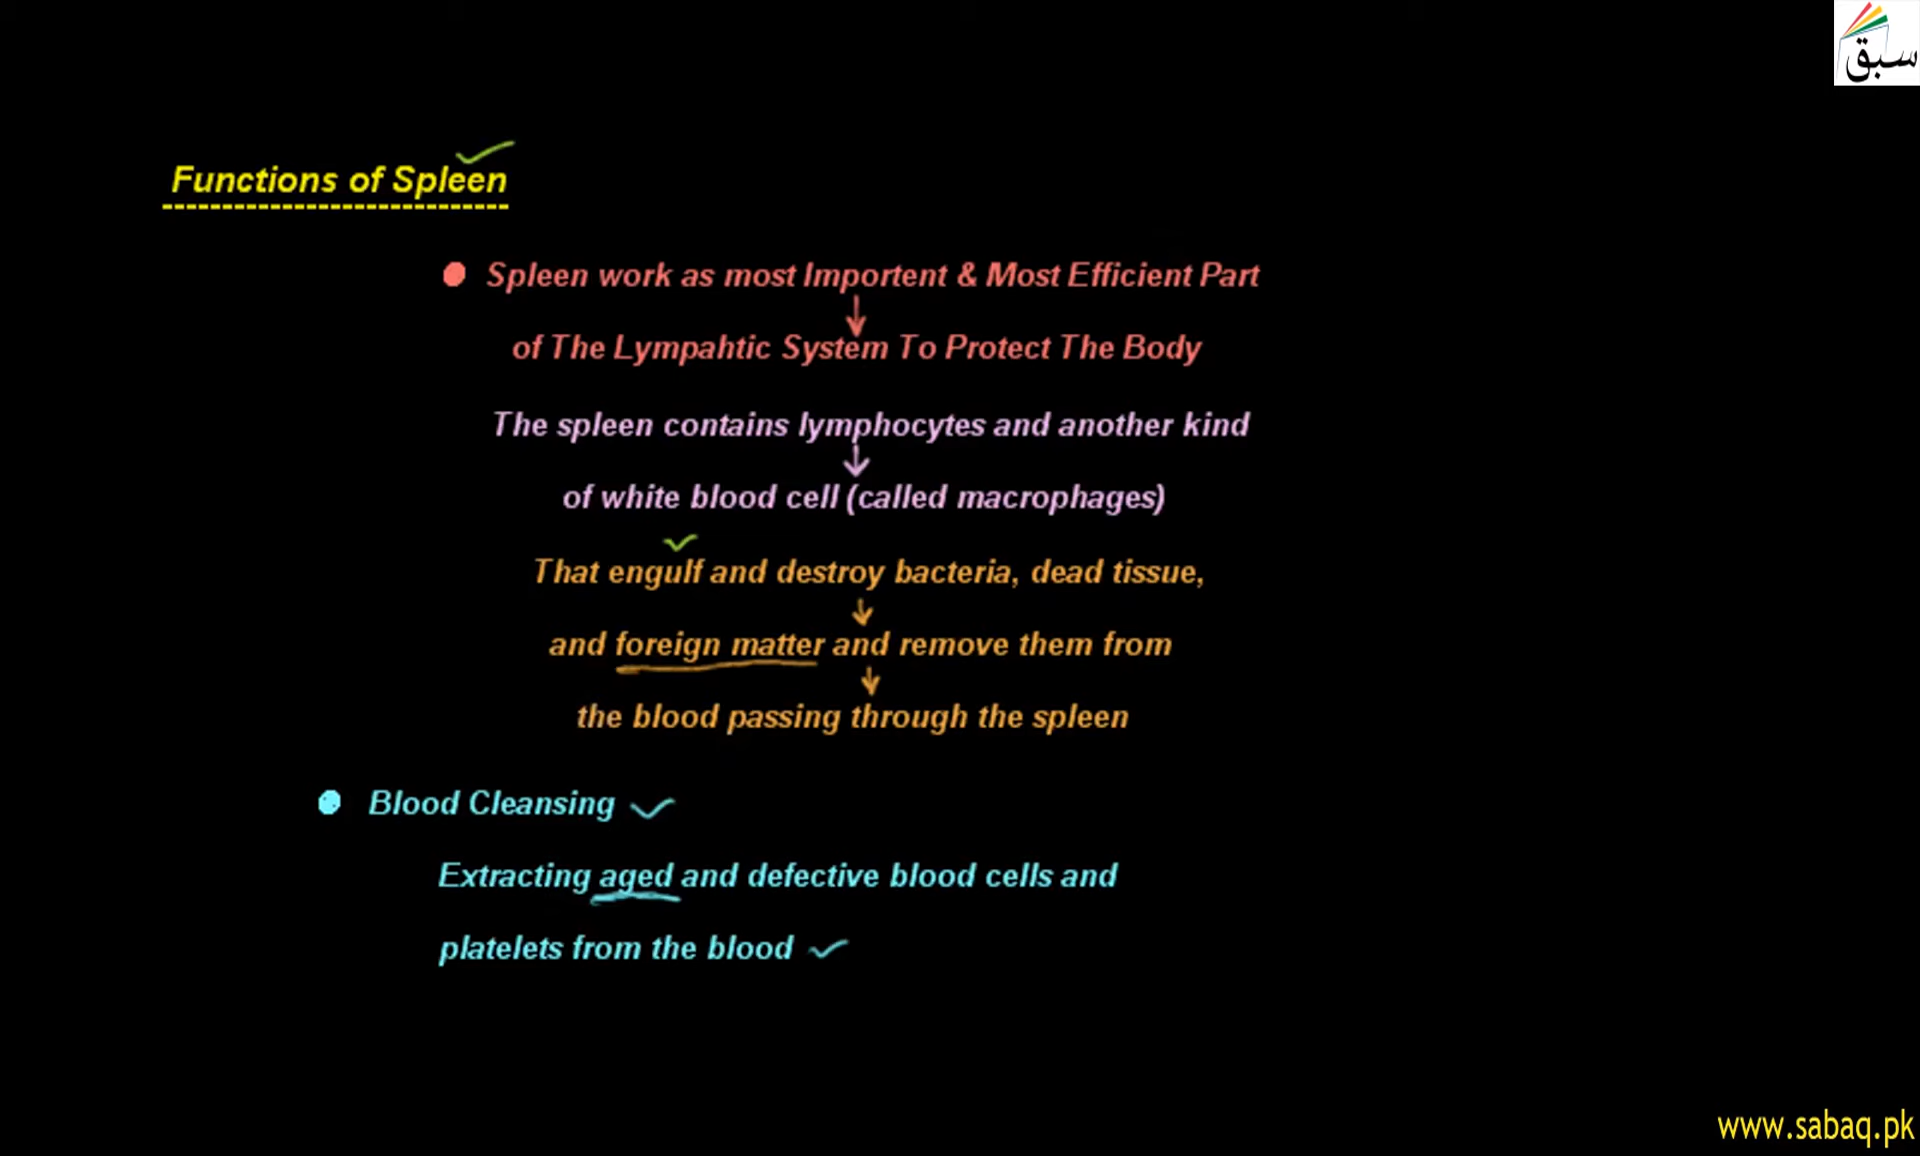 سبق
Functions of Spleen
Spleen work as most Importent & Most Efficient Part
of The Lympahtic System To Protect The Body
The spleen contains lymphocytes and another kind
of white blood cell (called macrophages)
That engulf and destroy bacteria, dead tissue,
and foreign matter and remove them from
the blood passing through the spleen
Blood Cleansing
Extracting aged and defective blood cells and
platelets from the blood
www.sabaq.pk